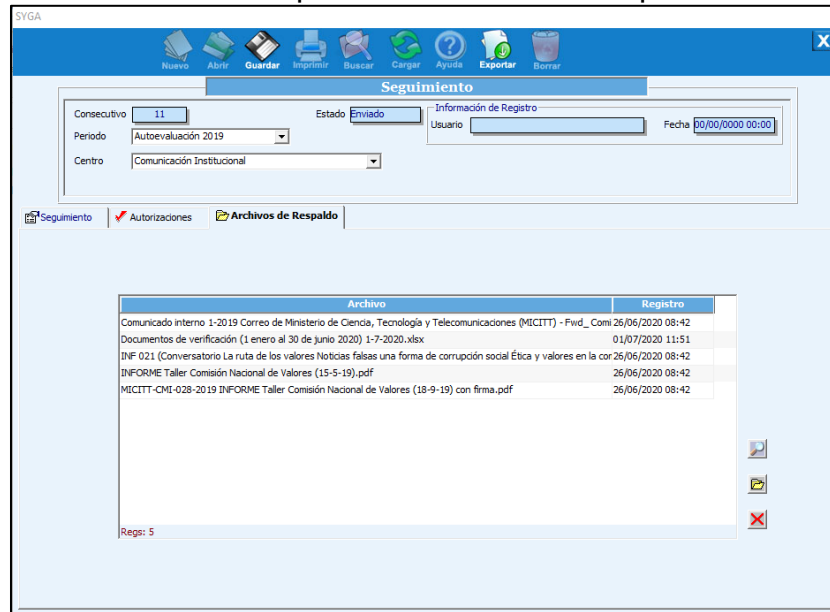 SYGA
Nuevo Abrir Guardar Imprimir Buscar Cargar Ayuda Exportar Borrar
X
Seguimiento
Consecutivo 11 Estado Enviado Información de Registro
Usuario Fecha 00/00/0000 00:00
Periodo Autoevaluación 2019
Centro Comunicación Institucional
Seguimiento Autorizaciones Archivos de Respaldo
Archivo Registro
Comunicado interno 1-2019 Correo de Ministerio de Ciencia, Tecnología y Telecomunicaciones (MICITT) - Fwd_ Comi 26/06/2020 08:42
Documentos de verificación (1 enero al 30 de junio 2020) 1-7-2020.xlsx 01/07/2020 11:51
INF 021 (Conversatorio La ruta de los valores Noticias falsas una forma de corrupción social Ética y valores en la cor 26/06/2020 08:42
INFORME Taller Comisión Nacional de Valores (15-5-19).pdf 26/06/2020 08:42
MICITT-CMI-028-2019 INFORME Taller Comisión Nacional de Valores (18-9-19) con firma.pdf 26/06/2020 08:42
Regs: 5